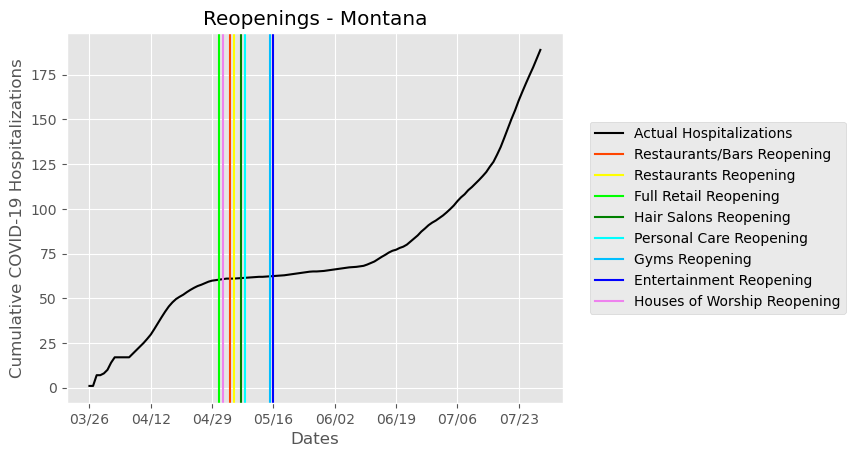 Reopenings - Montana
Cumulative COVID-19 Hospitalizations
175
150
125
100
75
50
25
0
03/26 04/12 04/29 05/16 06/02 06/19 07/06 07/23
Dates
Actual Hospitalizations
Restaurants/Bars Reopening
Restaurants Reopening
Full Retail Reopening
Hair Salons Reopening
Personal Care Reopening
Gyms Reopening
Entertainment Reopening
Houses of Worship Reopening